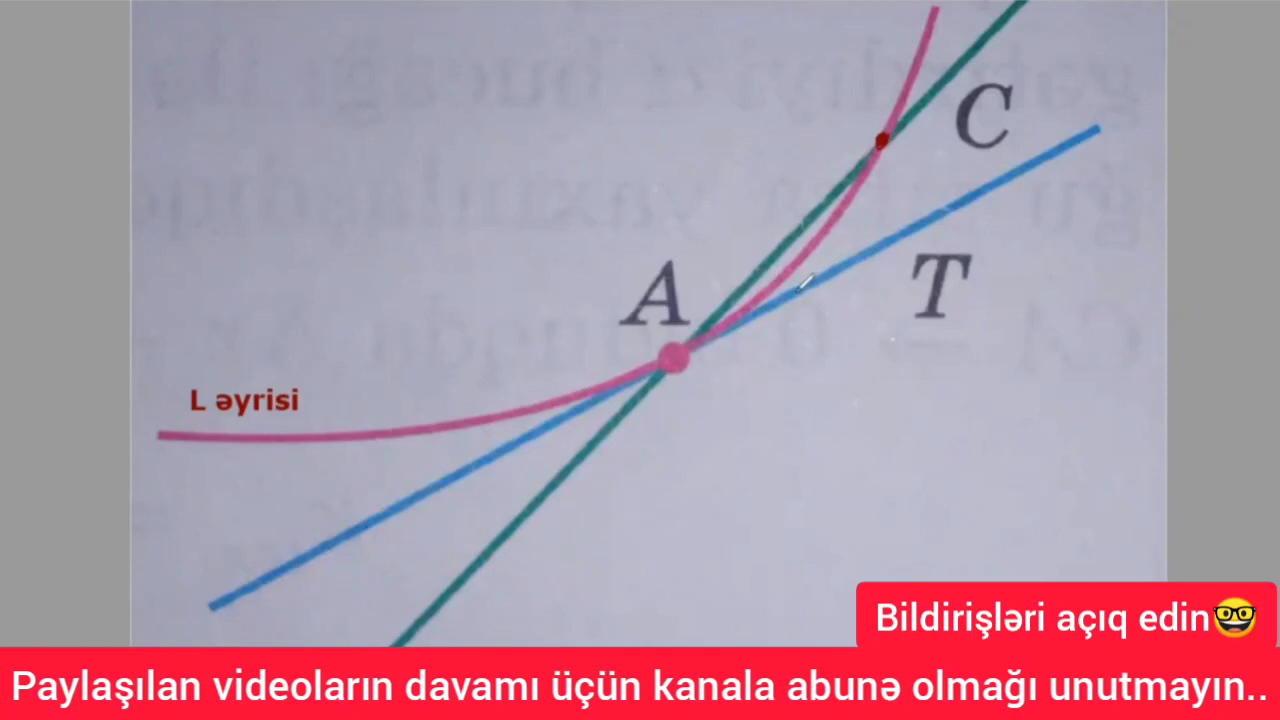 C
A
T
L əyrisi
Bildirişləri açıq edin🤓
Paylaşılan videoların davamı üçün kanala abunə olmağı unutmayın..